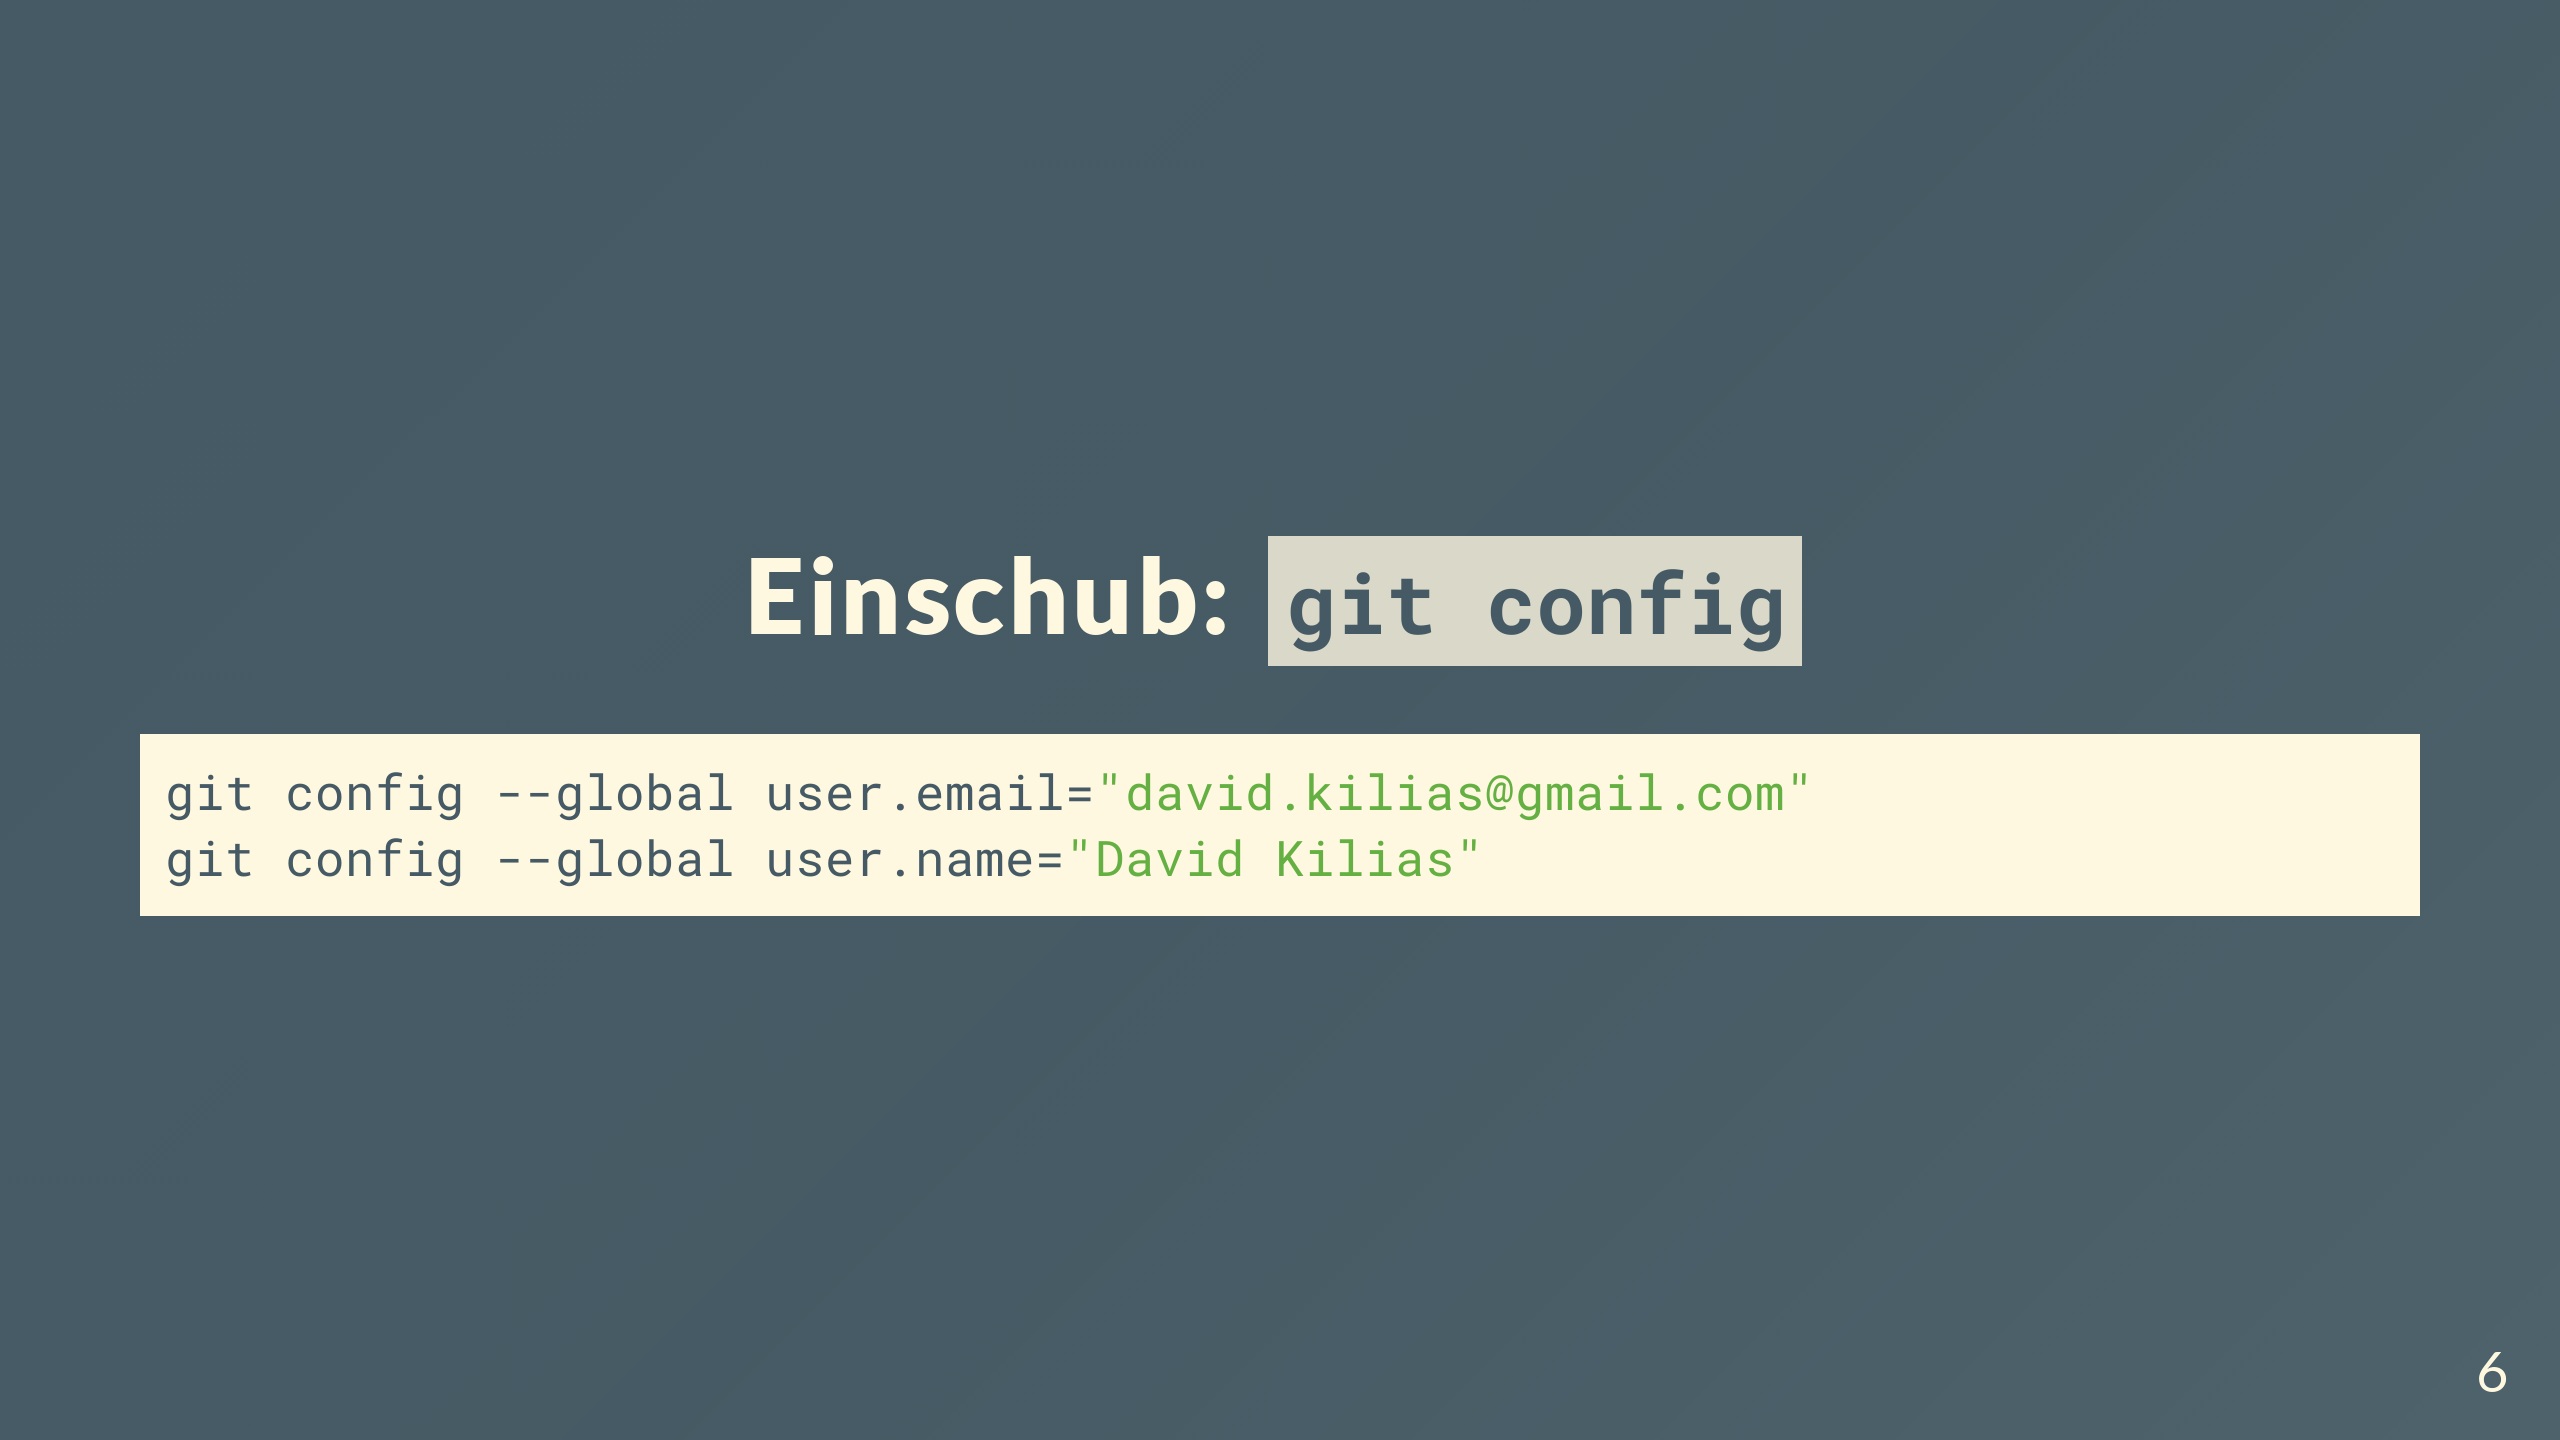 Einschub: git config
git config --global user.email="david.kilias@gmail.com"
git config --global user.name="David Kilias"
6